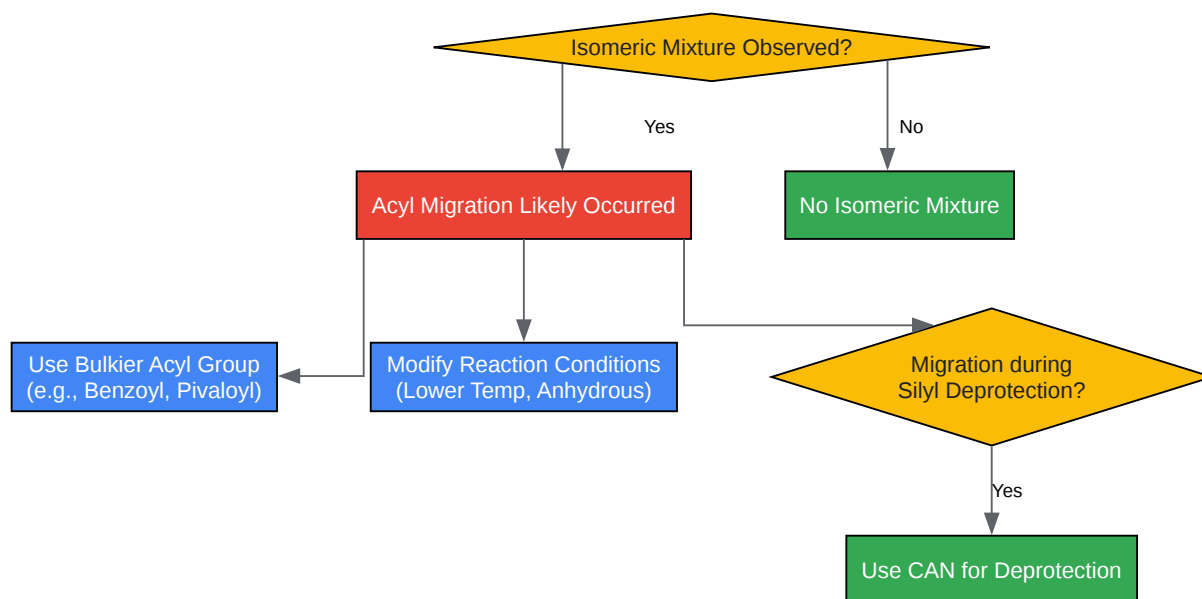 Isomeric Mixture Observed?
Yes
No
Acyl Migration Likely Occurred
No Isomeric Mixture
Use Bulkier Acyl Group
(e.g., Benzoyl, Pivaloyl)
Modify Reaction Conditions
(Lower Temp, Anhydrous)
Migration during
Silyl Deprotection?
Yes
Use CAN for Deprotection